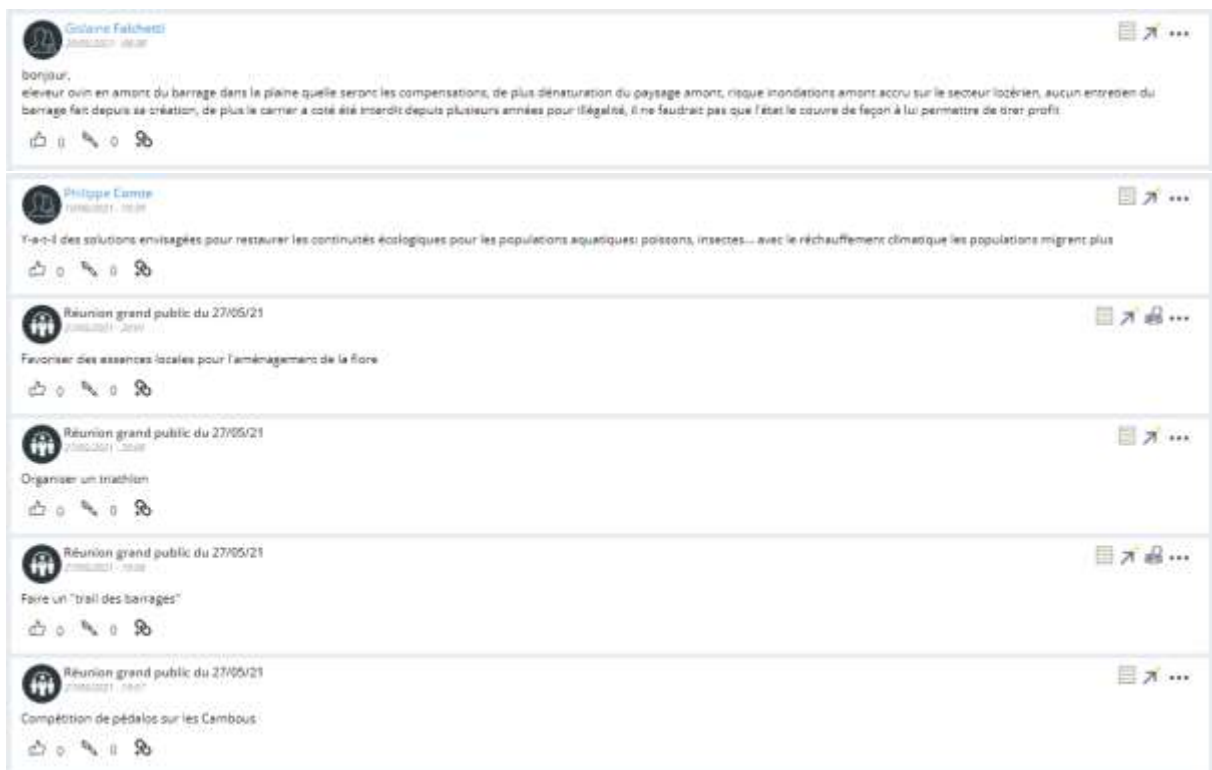 Gislaine Falchetti
bonjour,
eleveur ovin en amont du barrage dans la plaine quelle seront les compensations, de plus dénaturation du paysage amont, risque inondations amont accru sur le secteur lozérien, aucun entretien du
barrage fait depuis sa création, de plus le carrier a coté été interdit depuis plusieurs années pour illégalité, il ne faudrait pas que l'état le couvre de façon à lui permettre de tirer profit
0 0
Philippe Comte
Y-a-t-il des solutions envisagées pour restaurer les continuités écologiques pour les populations aquatiques: poissons, insectes... avec le réchauffement climatique les populations migrent plus
0 0
Réunion grand public du 27/05/21
Favoriser des essences locales pour l'aménagement de la flore
0 0
Réunion grand public du 27/05/21
Organiser un triathlon
0 0
Réunion grand public du 27/05/21
Faire un "trail des barrages"
0 0
Réunion grand public du 27/05/21
Compétition de pédalos sur les Cambous
0 0